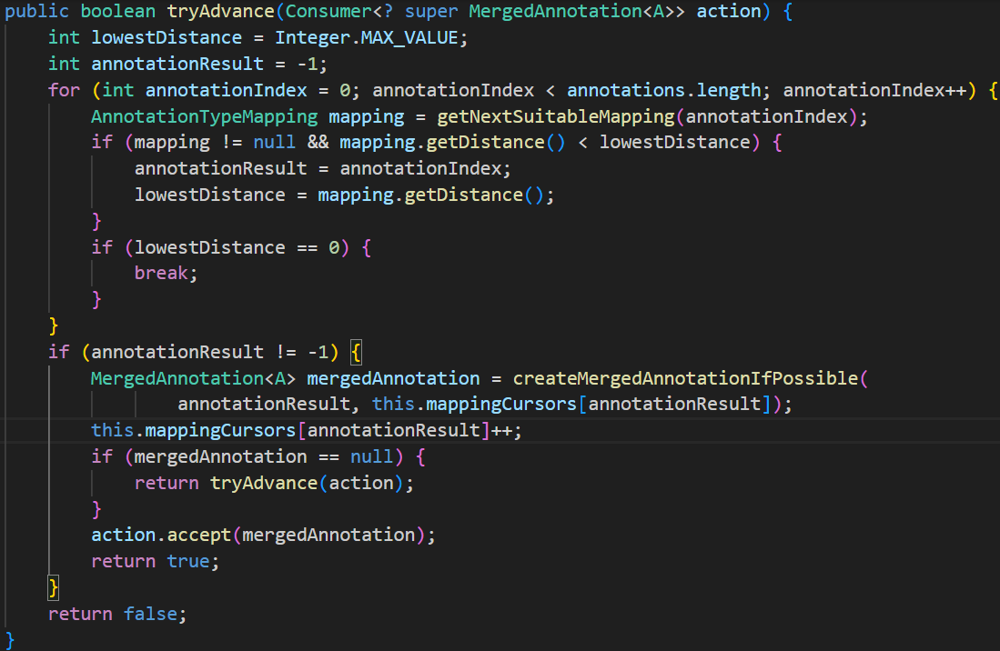 public boolean tryAdvance(Consumer<? super MergedAnnotation<A>> action) {
    int lowestDistance = Integer.MAX_VALUE;
    int annotationResult = -1;
    for (int annotationIndex = 0; annotationIndex < annotations.length; annotationIndex++) {
        AnnotationTypeMapping mapping = getNextSuitableMapping(annotationIndex);
        if (mapping != null && mapping.getDistance() < lowestDistance) {
            annotationResult = annotationIndex;
            lowestDistance = mapping.getDistance();
        }
        if (lowestDistance == 0) {
            break;
        }
    }
    if (annotationResult != -1) {
        MergedAnnotation<A> mergedAnnotation = createMergedAnnotationIfPossible(
                annotationResult, this.mappingCursors[annotationResult]);
        this.mappingCursors[annotationResult]++;
        if (mergedAnnotation == null) {
            return tryAdvance(action);
        }
        action.accept(mergedAnnotation);
        return true;
    }
    return false;
}